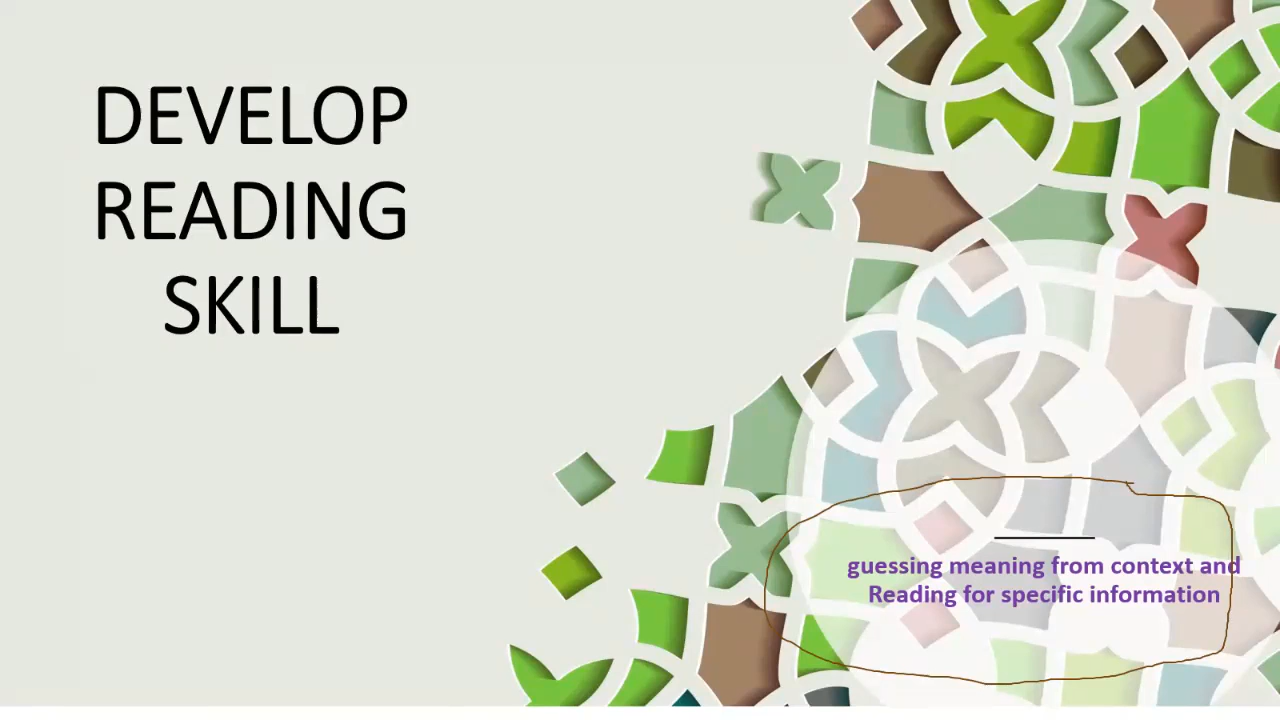 DEVELOP
READING
SKILL
guessing meaning from context and
Reading for specific information